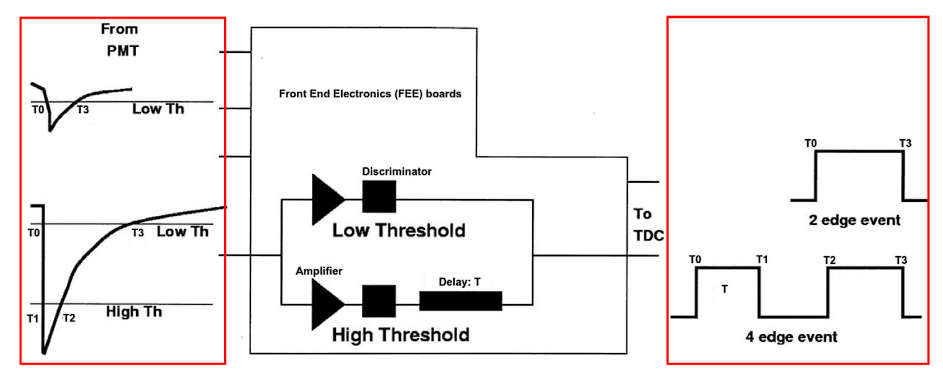 From
PMT
T0
T3
Low Th
T0
T3
Low Th
T1
T2
High Th
Front End Electronics (FEE) boards
Discriminator
Low Threshold
Amplifier
Delay: T
High Threshold
To
TDC
T0
T3
2 edge event
T0
T1
T2
T3
T
4 edge event